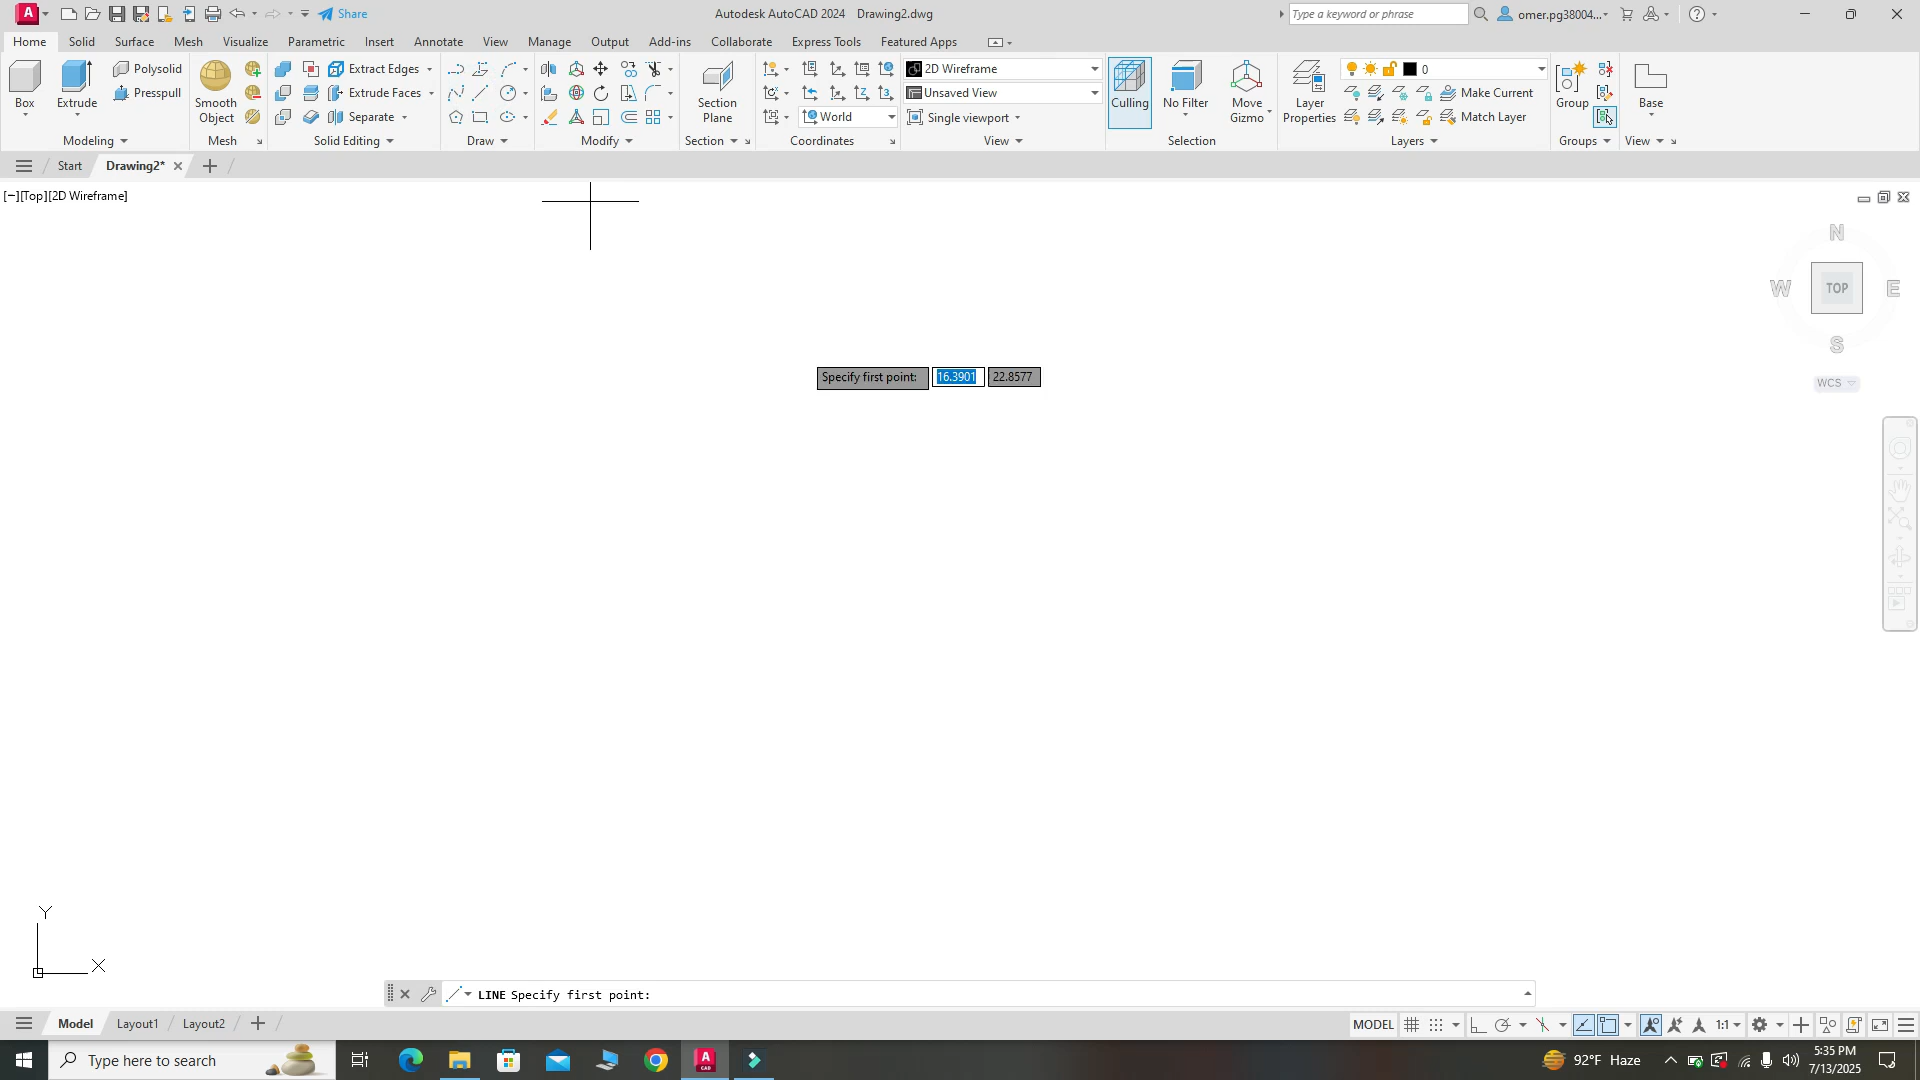 A
Share
Autodesk AutoCAD 2024 Drawing2.dwg
Type a keyword or phrase
omer.pg38004...
Home Solid Surface Mesh Visualize Parametric Insert Annotate View Manage Output Add-ins Collaborate Express Tools Featured Apps
Box
Extrude
Polysolid
Presspull
Smooth
Object
Extract Edges
Extrude Faces
Separate
Section
Plane
World
2D Wireframe
Unsaved View
Single viewport
Culling
No Filter
Move
Gizmo
Layer
Properties
0
Make Current
Match Layer
Group
Base
Modeling Mesh Solid Editing Draw Modify Section Coordinates View Selection Layers Groups View
Start Drawing2*
[−][Top][2D Wireframe]
N
W TOP E
S
WCS
Specify first point: 16.3901 22.8577
Y
X
LINE Specify first point:
Model Layout1 Layout2
MODEL 1:1
Type here to search
A
CAD
92°F Haze
5:35 PM
7/13/2025